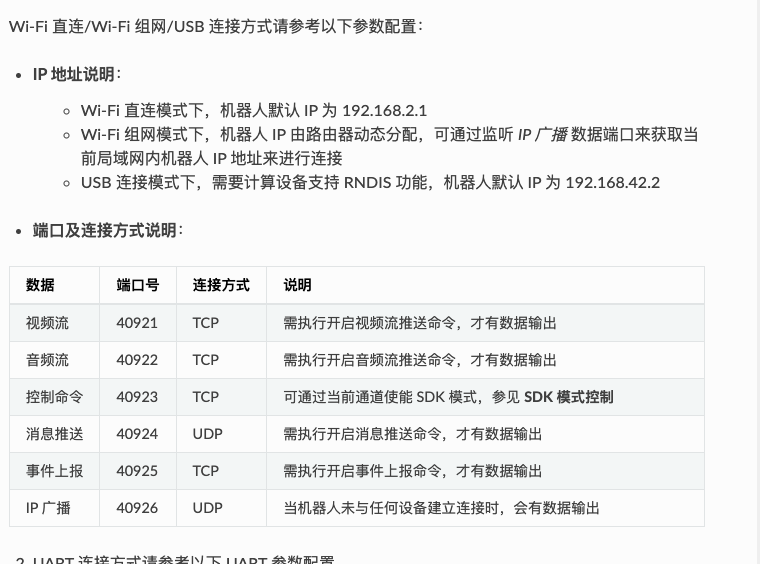 Wi-Fi 直连/Wi-Fi 组网/USB 连接方式请参考以下参数配置：
IP 地址说明：
Wi-Fi 直连模式下，机器人默认 IP 为 192.168.2.1
Wi-Fi 组网模式下，机器人 IP 由路由器动态分配，可通过监听 IP 广播 数据端口来获取当
前局域网内机器人 IP 地址来进行连接
USB 连接模式下，需要计算设备支持 RNDIS 功能，机器人默认 IP 为 192.168.42.2
端口及连接方式说明：
数据 端口号 连接方式 说明
视频流 40921 TCP 需执行开启视频流推送命令，才有数据输出
音频流 40922 TCP 需执行开启音频流推送命令，才有数据输出
控制命令 40923 TCP 可通过当前通道使能 SDK 模式，参见 SDK 模式控制
消息推送 40924 UDP 需执行开启消息推送命令，才有数据输出
事件上报 40925 TCP 需执行开启事件上报命令，才有数据输出
IP 广播 40926 UDP 当机器人未与任何设备建立连接时，会有数据输出
2. UART 连接方式请参考以下 UART 参数配置